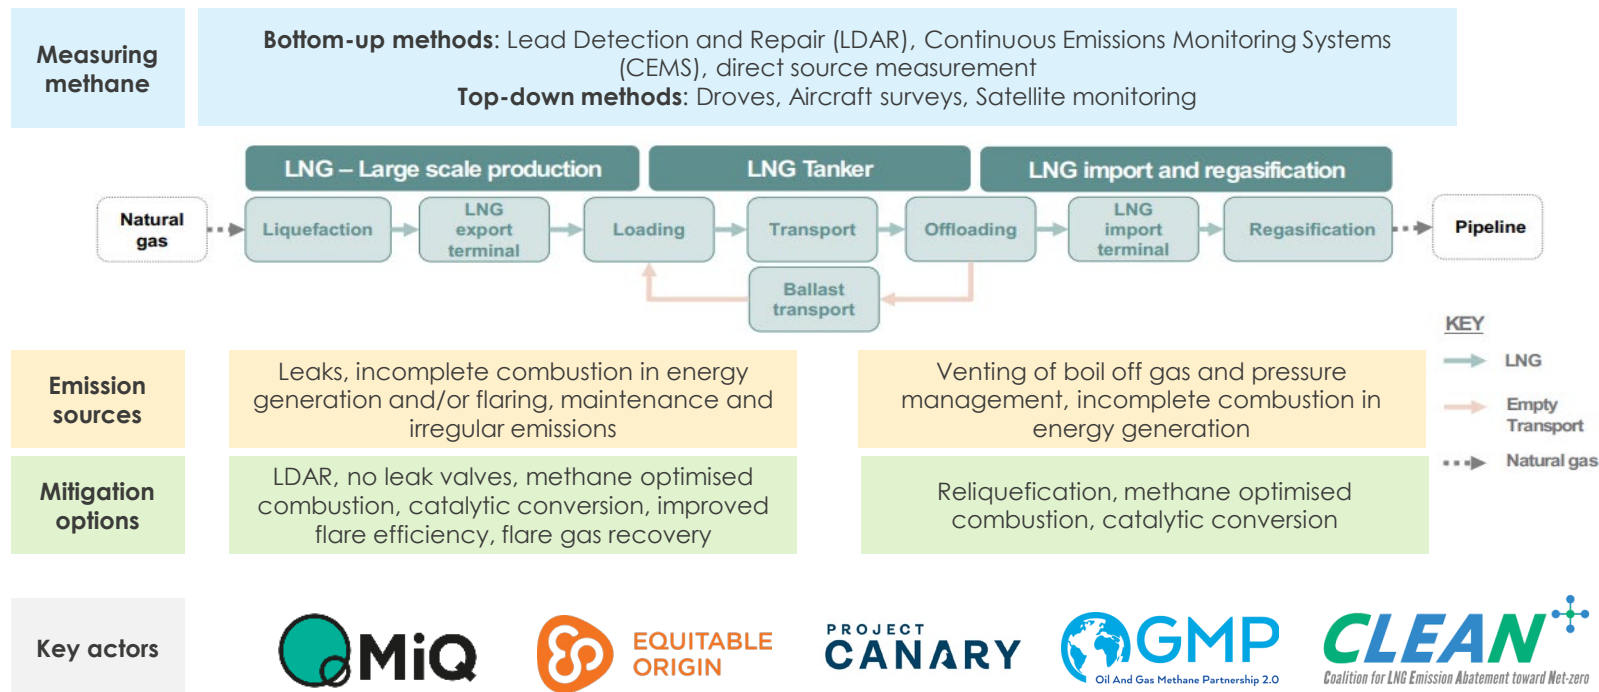 Measuring
methane
Bottom-up methods: Lead Detection and Repair (LDAR), Continuous Emissions Monitoring Systems
(CEMS), direct source measurement
Top-down methods: Droves, Aircraft surveys, Satellite monitoring
LNG – Large scale production
LNG Tanker
LNG import and regasification
Natural
gas
Liquefaction
LNG
export
terminal
Loading
Transport
Offloading
LNG
import
terminal
Regasification
Pipeline
Ballast
transport
KEY
LNG
Empty
Transport
Natural gas
Emission
sources
Leaks, incomplete combustion in energy
generation and/or flaring, maintenance and
irregular emissions
Venting of boil off gas and pressure
management, incomplete combustion in
energy generation
Mitigation
options
LDAR, no leak valves, methane optimised
combustion, catalytic conversion, improved
flare efficiency, flare gas recovery
Reliquefication, methane optimised
combustion, catalytic conversion
Key actors
MiQ
EQUITABLE
ORIGIN
PROJECT
CANARY
OGMP
Oil And Gas Methane Partnership 2.0
CLEAN
Coalition for LNG Emission Abatement toward Net-zero